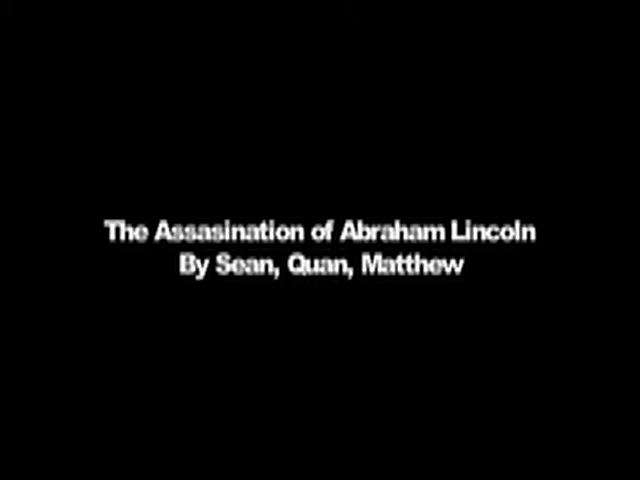 The Assasination of Abraham Lincoln
By Sean, Quan, Matthew